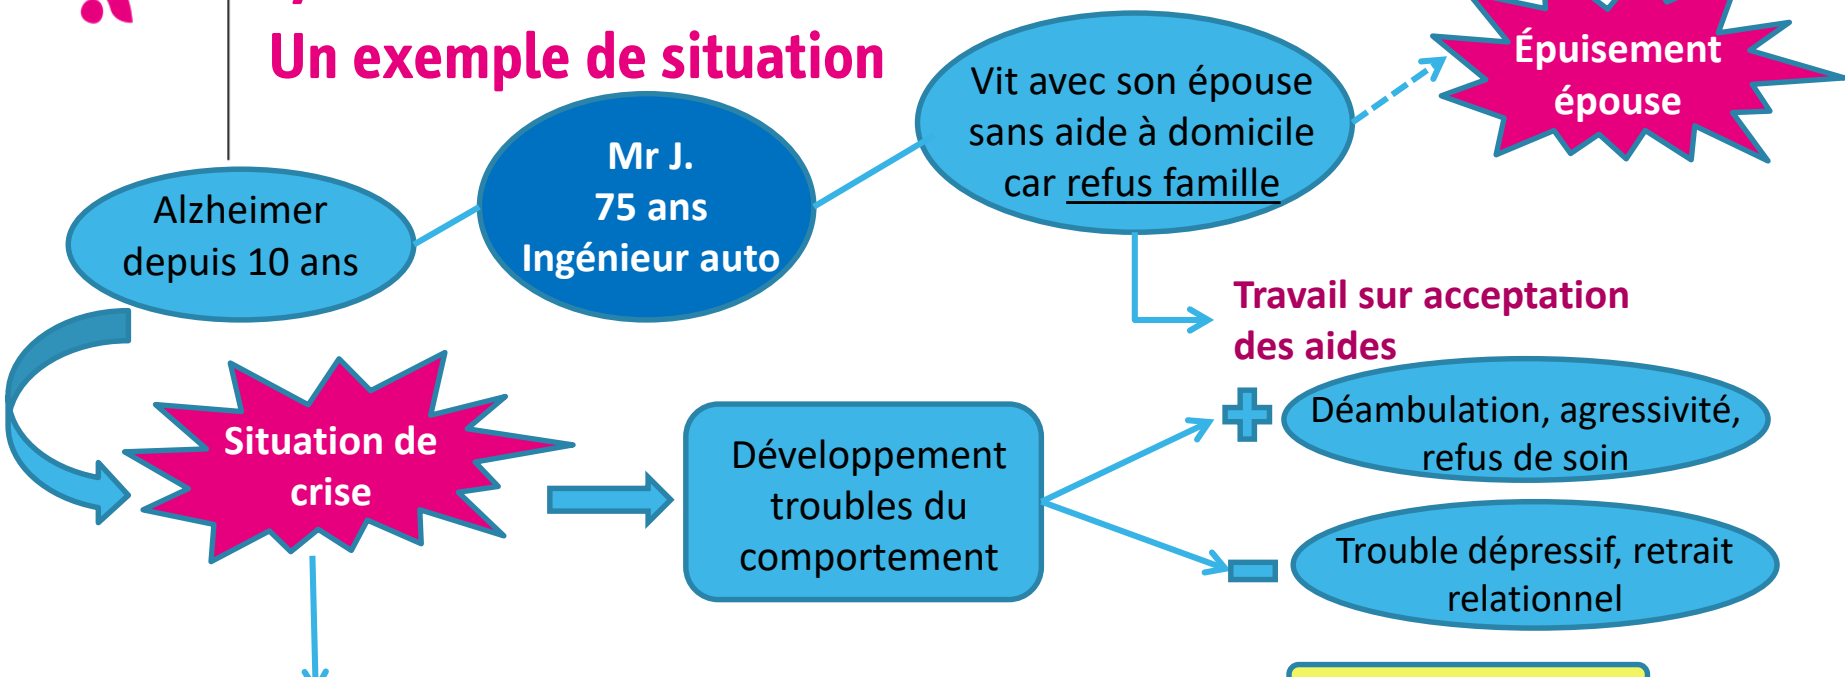 Un exemple de situation
Épuisement
épouse
Vit avec son épouse
sans aide à domicile
car refus famille
Mr J.
75 ans
Ingénieur auto
Alzheimer
depuis 10 ans
Travail sur acceptation
des aides
Situation de
crise
Développement
troubles du
comportement
Déambulation, agressivité,
refus de soin
Trouble dépressif, retrait
relationnel